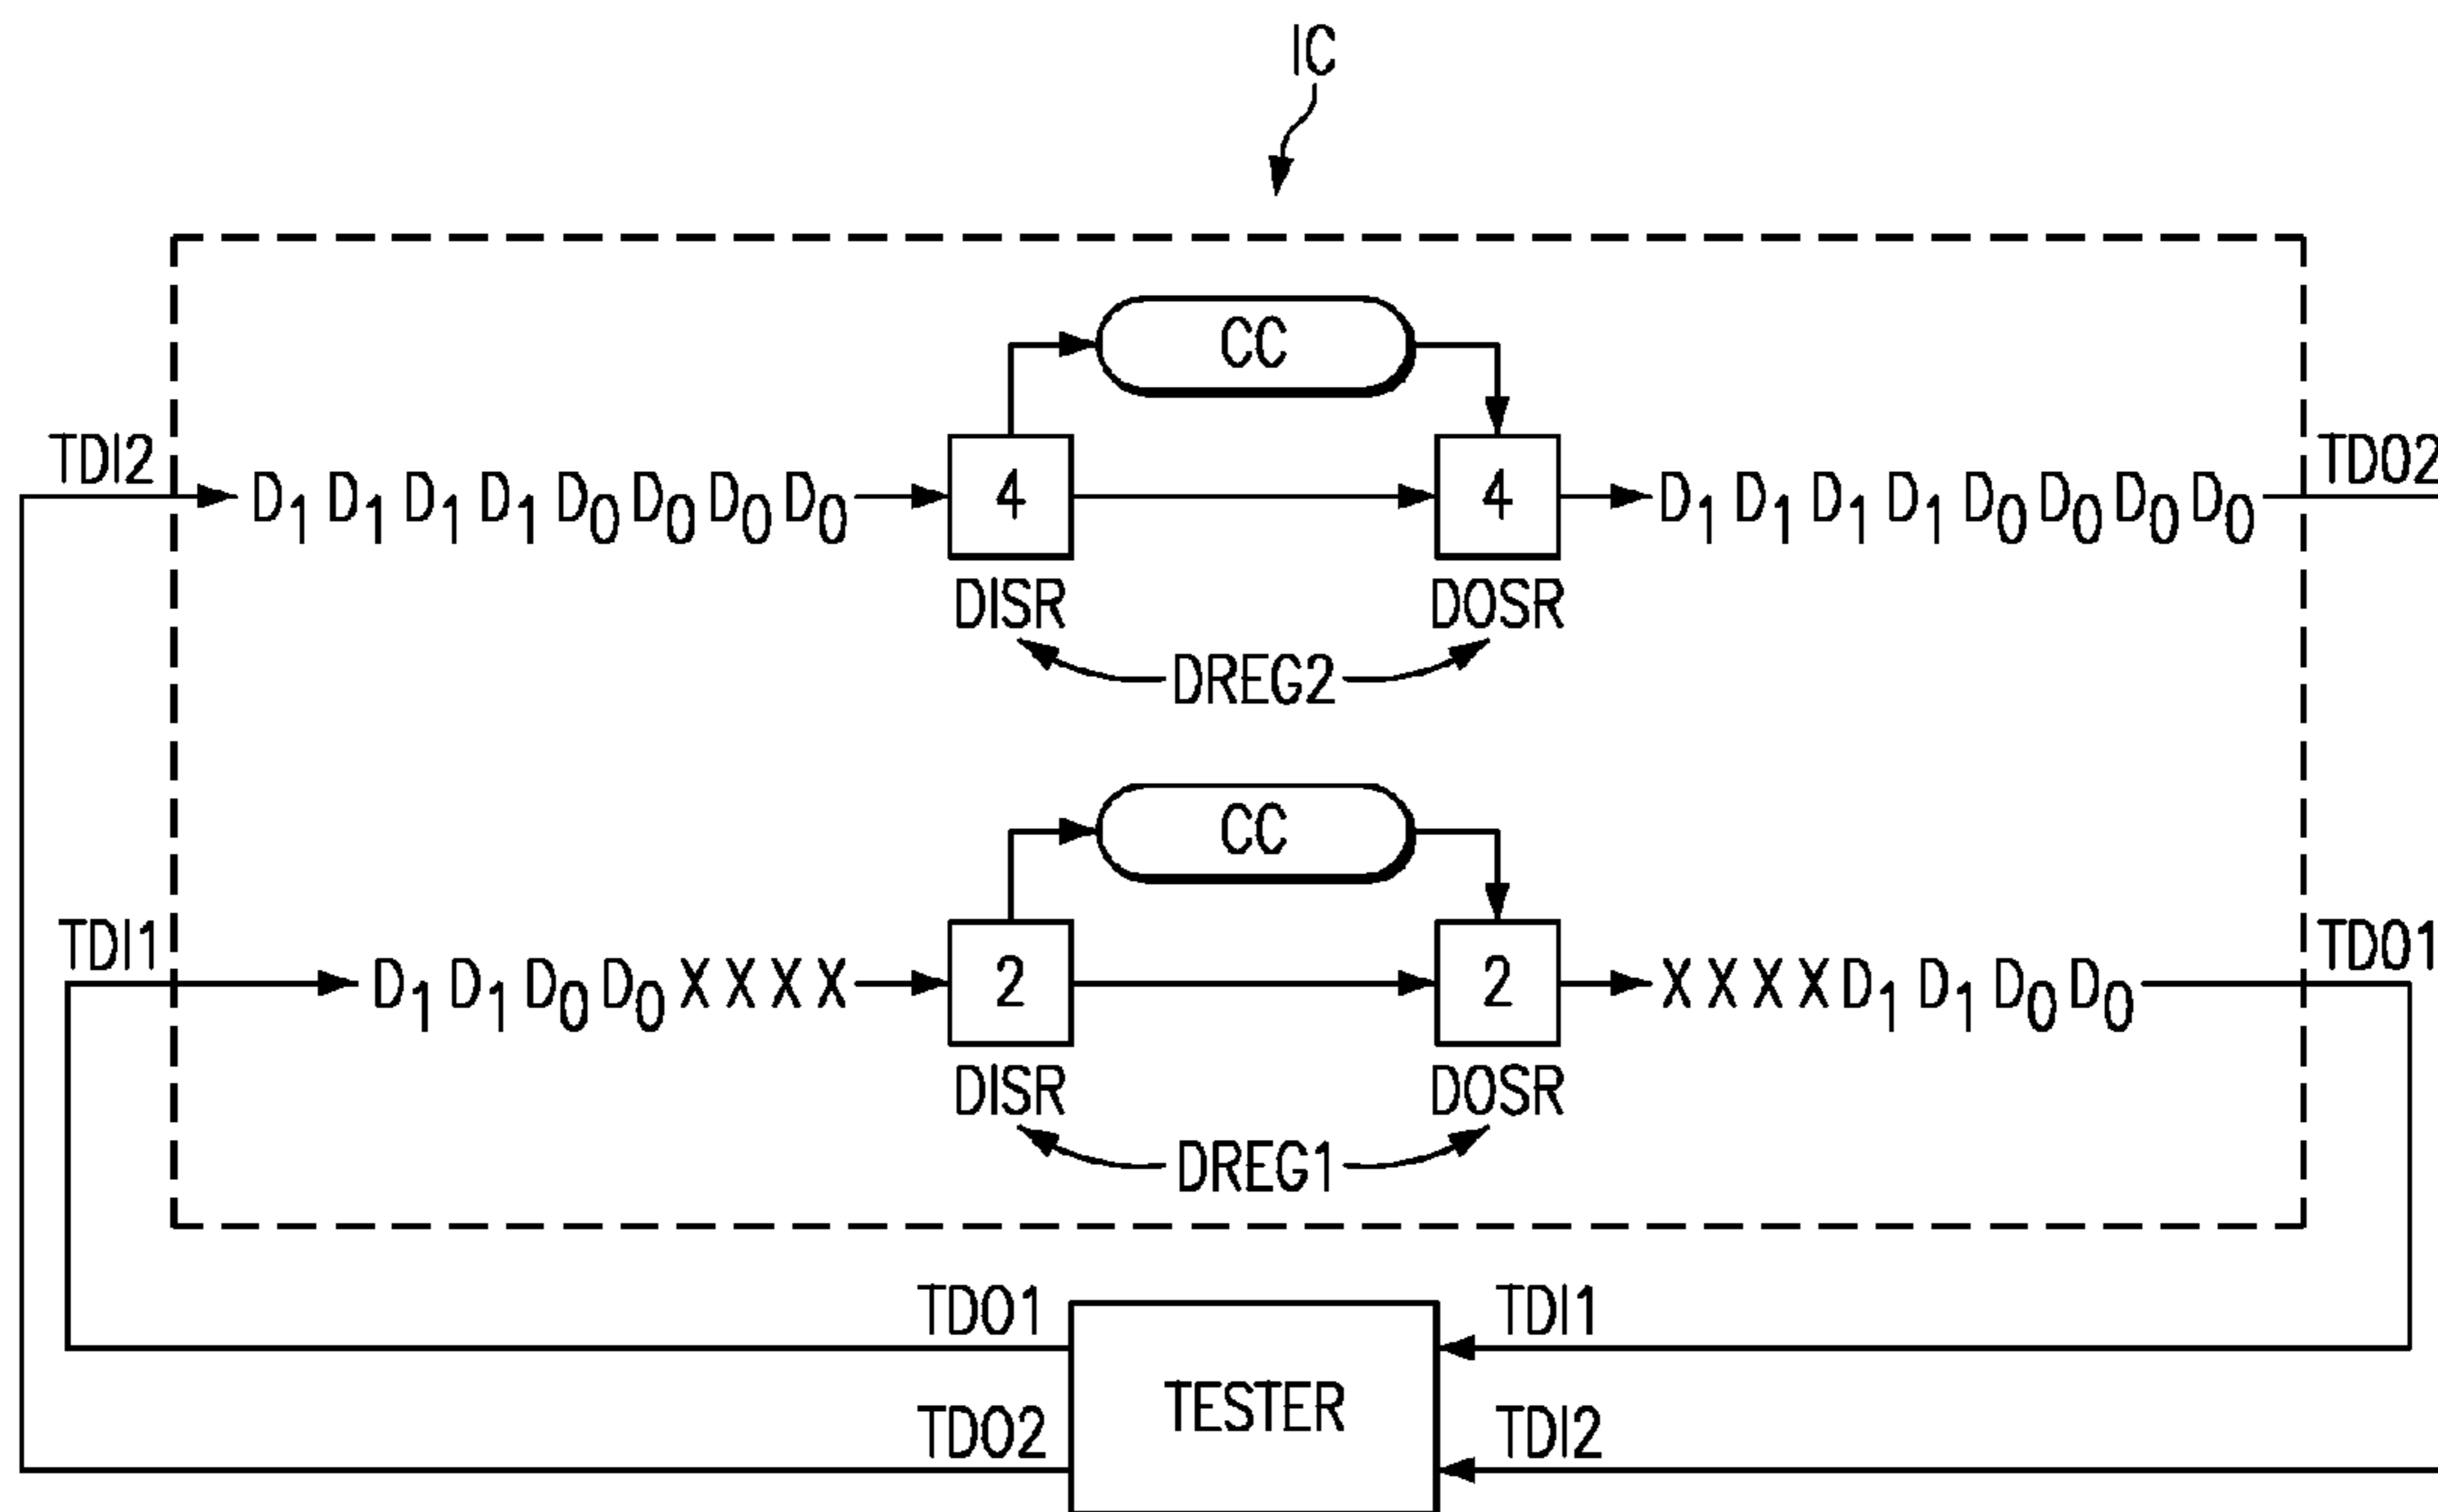 IC
CC
TDI2
D1 D1 D1 D1 D0 D0 D0 D0
4
4
D1 D1 D1 D1 D0 D0 D0 D0
TDO2
DISR
DOSR
DREG2
CC
TDI1
D1 D1 D0 D0 X X X X
2
2
X X X X D1 D1 D0 D0
TDO1
DISR
DOSR
DREG1
TDO1
TDI1
TESTER
TDO2
TDI2